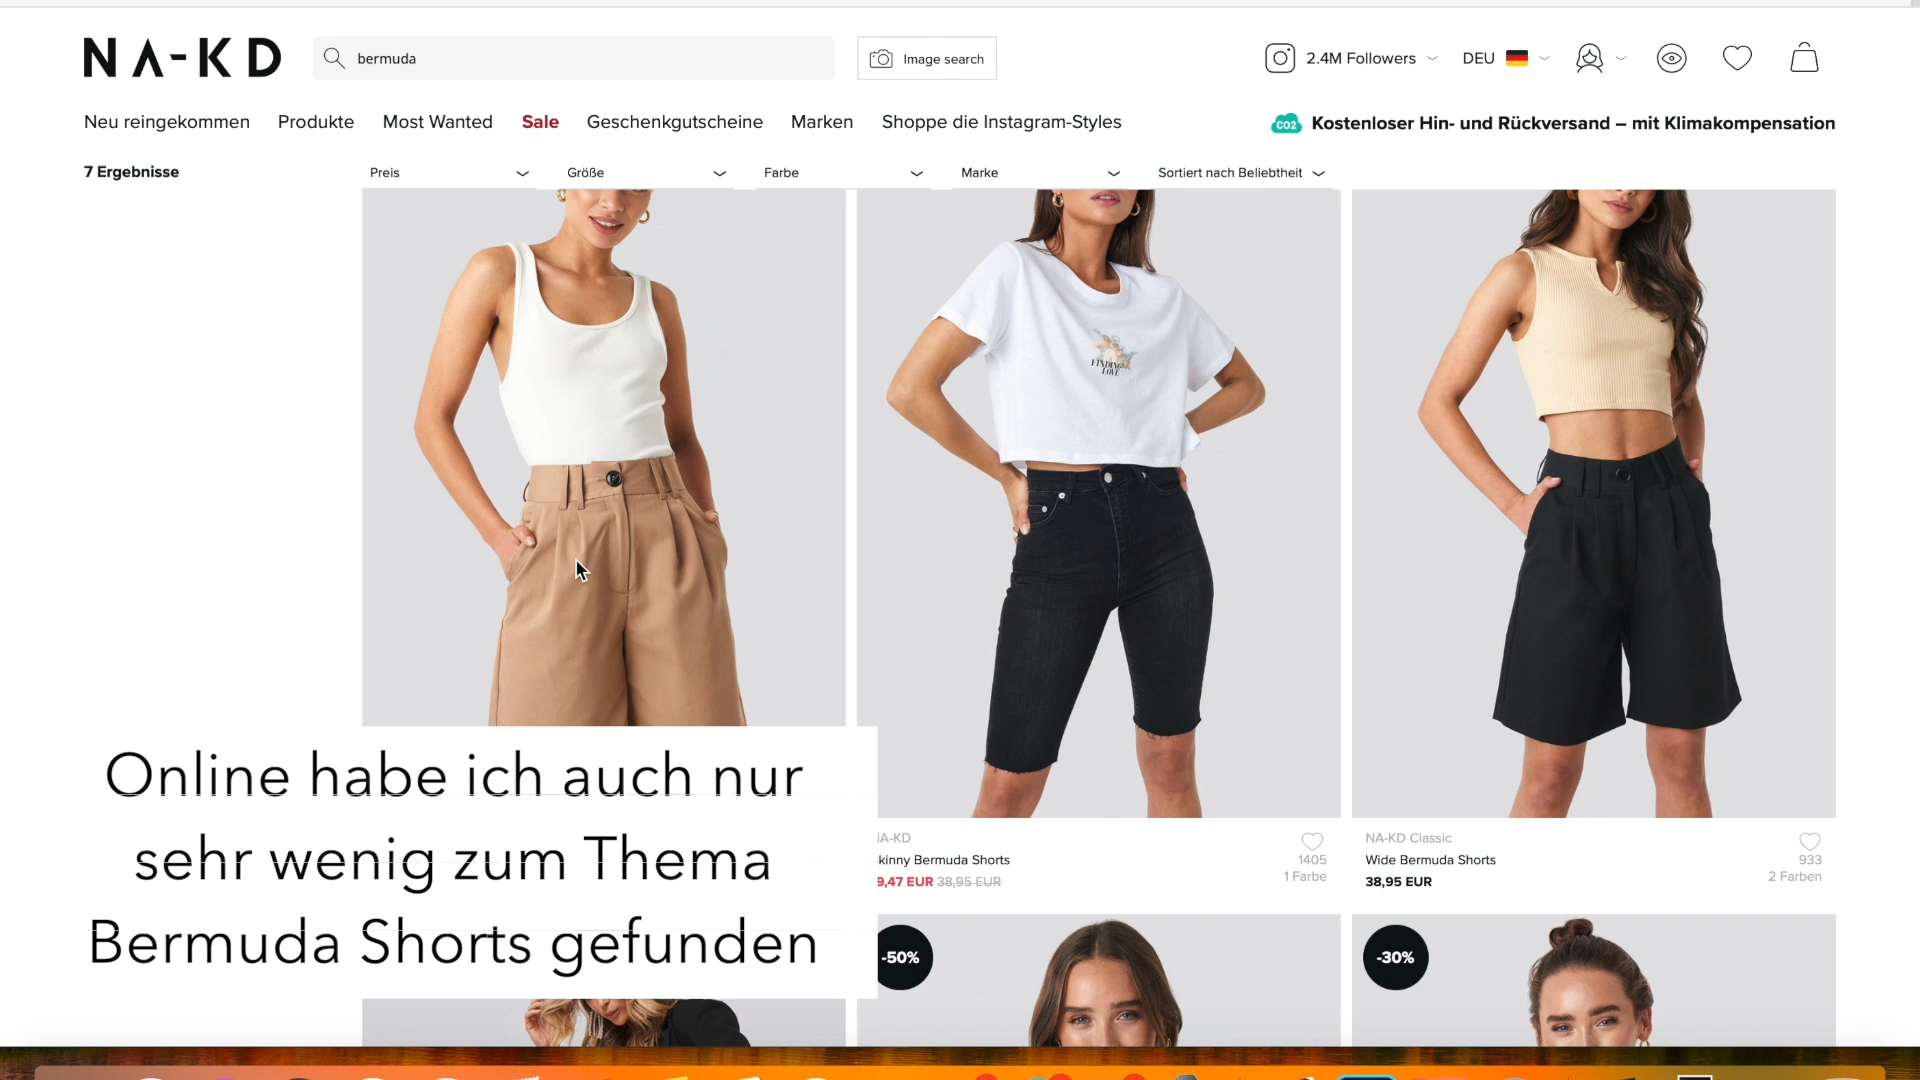 NA-KD
bermuda
Image search
2.4M Followers
DEU
Neu reingekommen
Produkte
Most Wanted
Sale
Geschenkgutscheine
Marken
Shoppe die Instagram-Styles
CO2
Kostenloser Hin- und Rückversand – mit Klimakompensation
7 Ergebnisse
Preis
Größe
Farbe
Marke
Sortiert nach Beliebtheit
FINDING
LOVE
Online habe ich auch nur
sehr wenig zum Thema
Bermuda Shorts gefunden
Bermuda Shorts
9,47 EUR 38,95 EUR
1405
1 Farbe
NA-KD Classic
Wide Bermuda Shorts
38,95 EUR
933
2 Farben
-50%
-30%